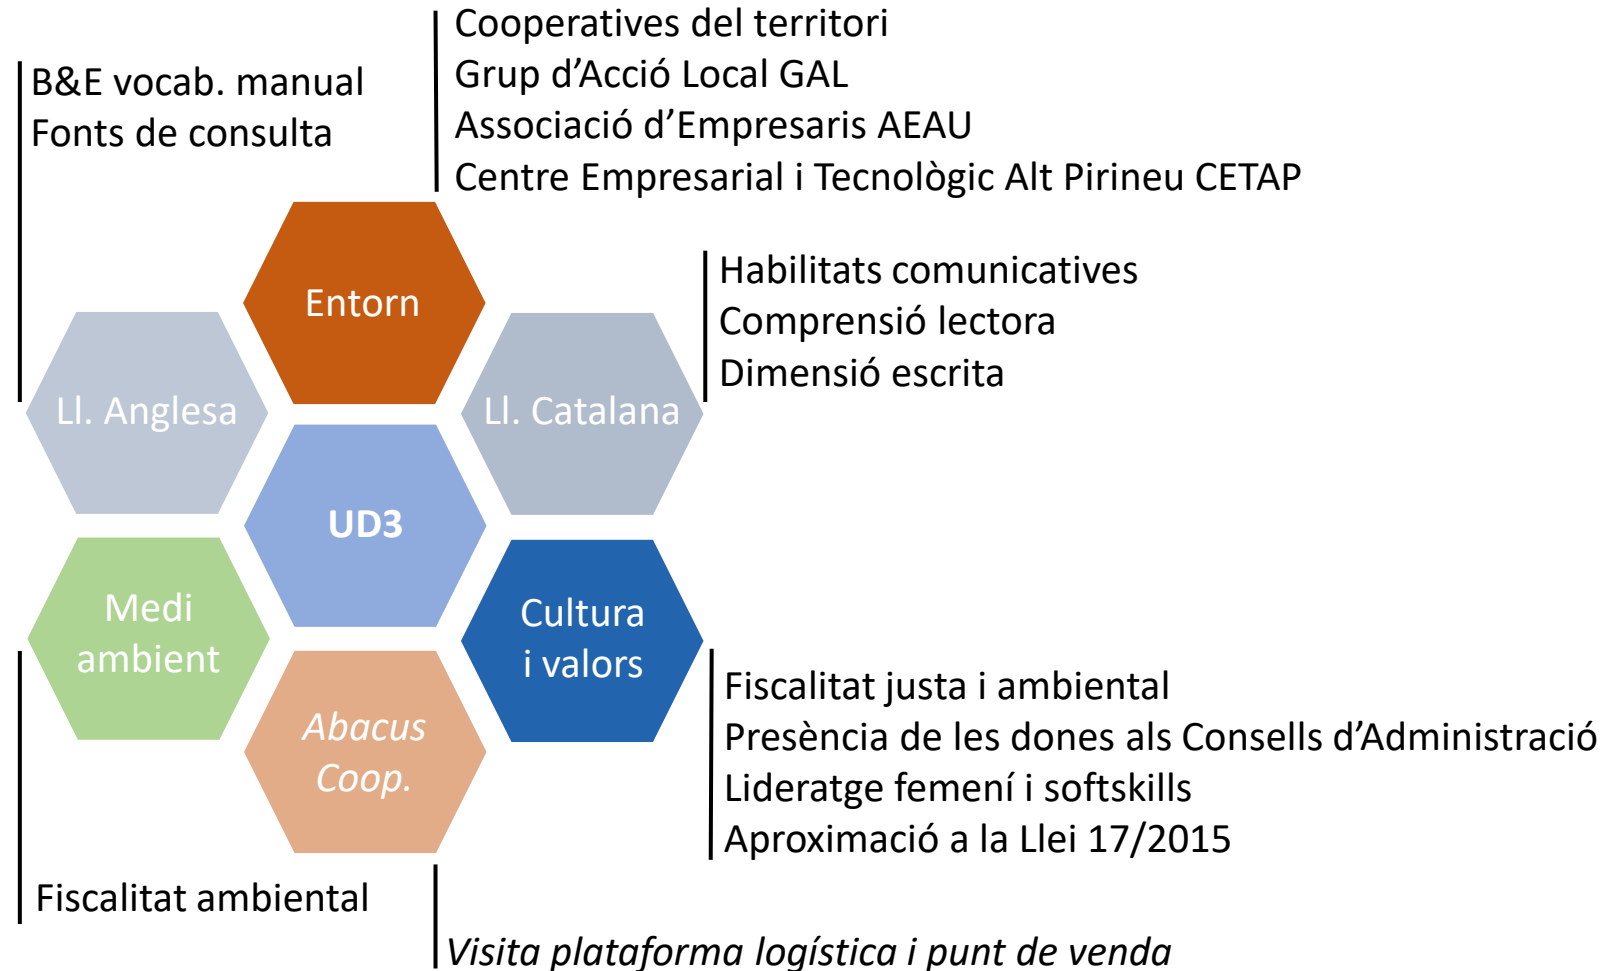 Cooperatives del territori
Grup d’Acció Local GAL
Associació d’Empresaris AEAU
Centre Empresarial i Tecnològic Alt Pirineu CETAP
B&E vocab. manual
Fonts de consulta
Entorn
Habilitats comunicatives
Comprensió lectora
Dimensió escrita
Ll. Anglesa
Ll. Catalana
UD3
Medi
ambient
Cultura
i valors
Abacus
Coop.
Fiscalitat justa i ambiental
Presència de les dones als Consells d’Administració
Lideratge femení i softskills
Aproximació a la Llei 17/2015
Fiscalitat ambiental
Visita plataforma logística i punt de venda